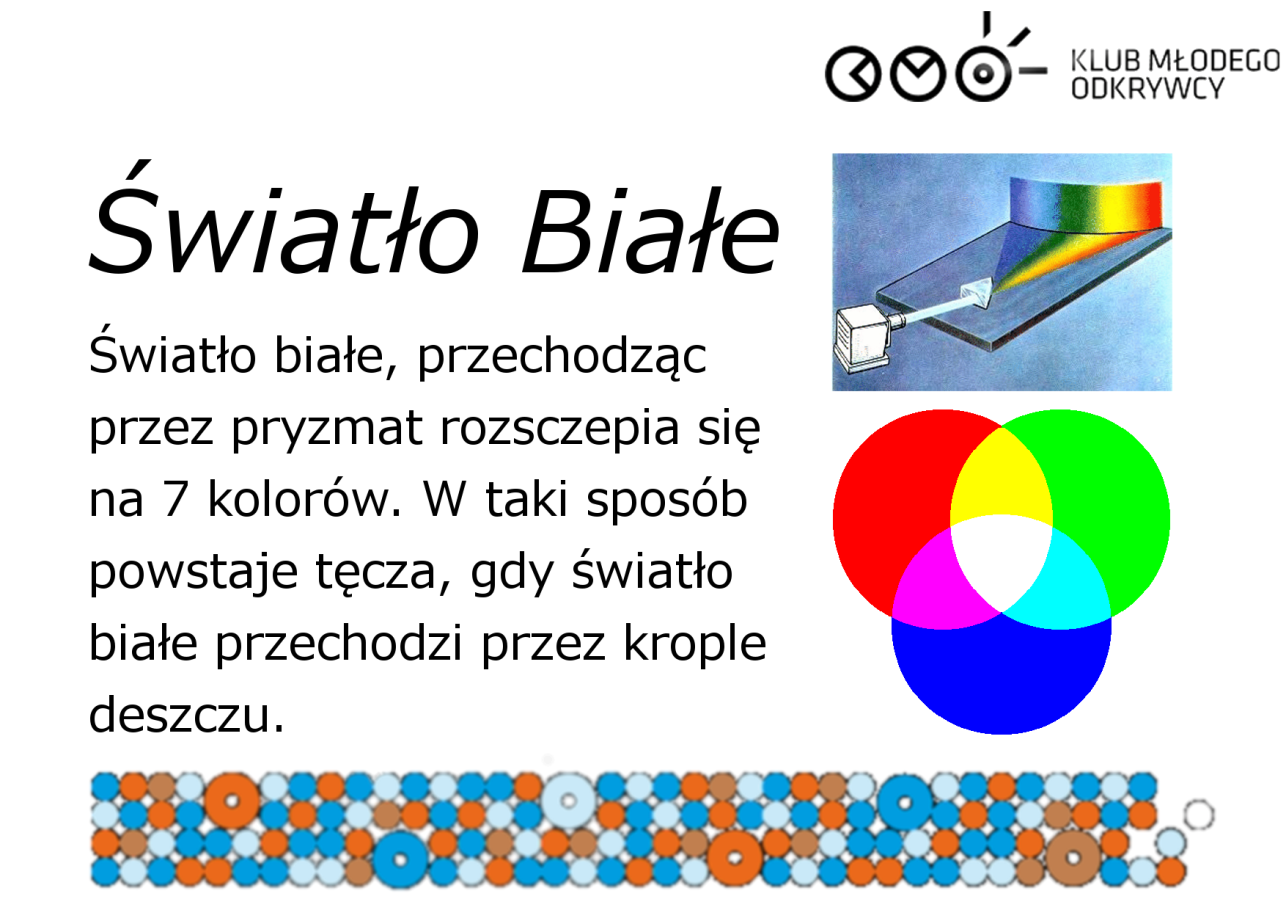 KLUB MŁODEGO
ODKRYWCY
Światło Białe
Światło białe, przechodząc
przez pryzmat rozsczepia się
na 7 kolorów. W taki sposób
powstaje tęcza, gdy światło
białe przechodzi przez krople
deszczu.